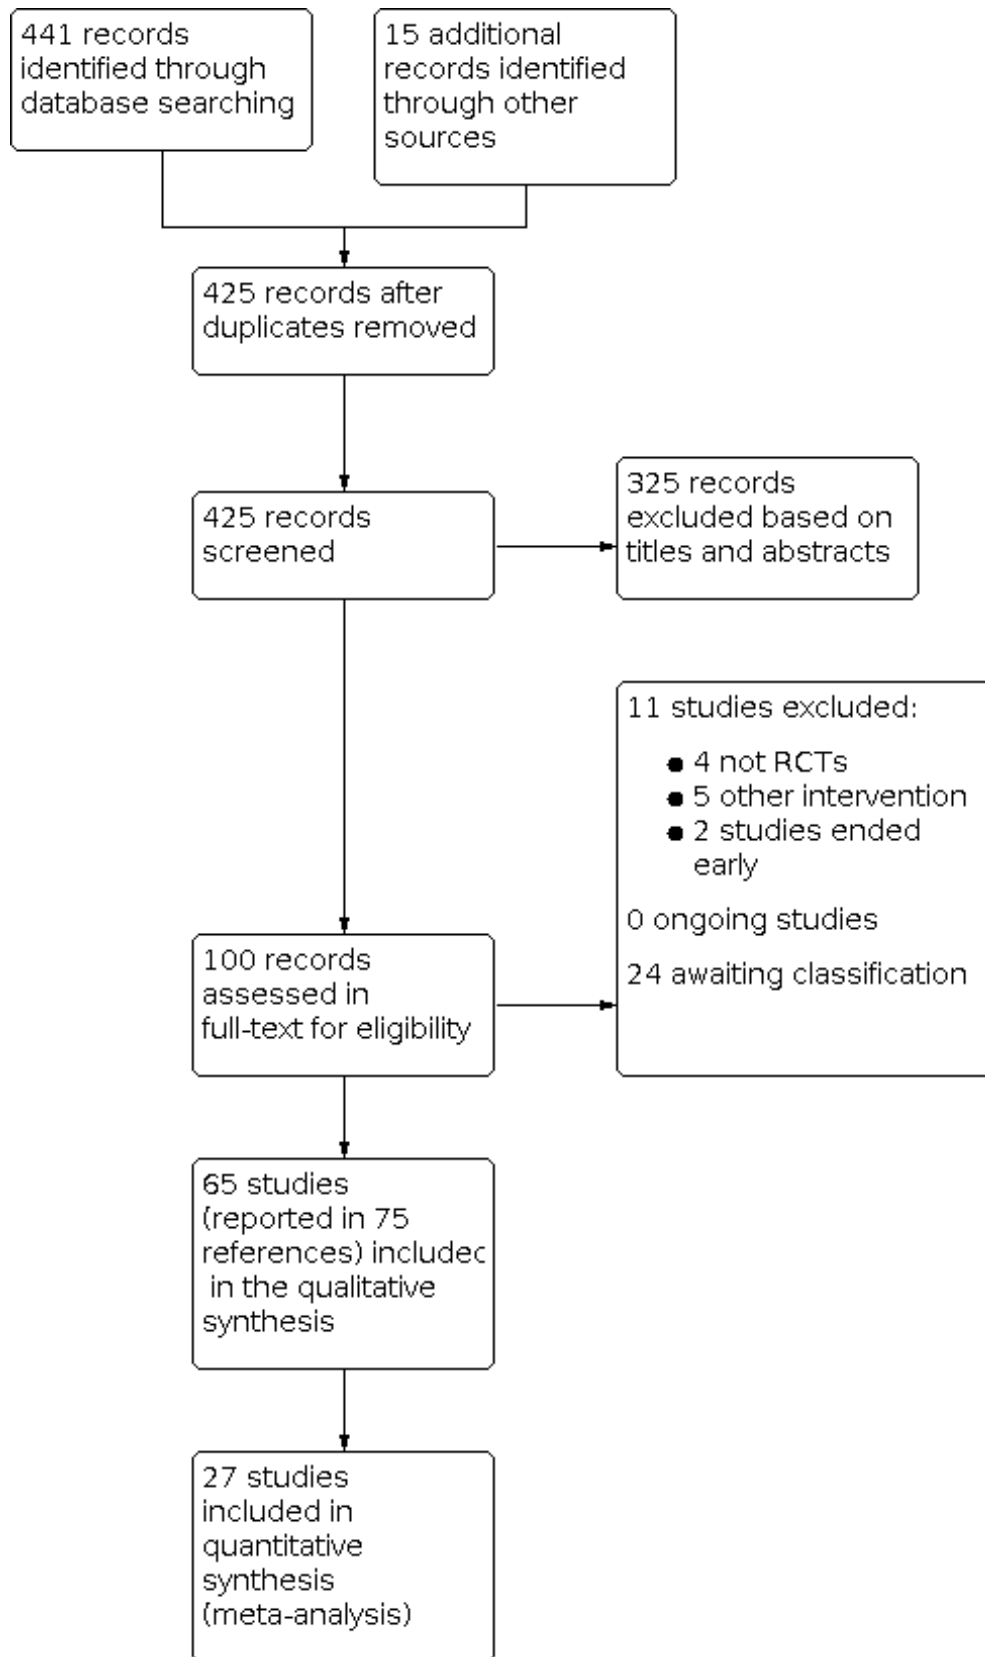 441 records
identified through
database searching
15 additional
records identified
through other
sources
425 records after
duplicates removed
425 records
screened
325 records
excluded based on
titles and abstracts
11 studies excluded:
● 4 not RCTs
● 5 other intervention
● 2 studies ended
early
0 ongoing studies
24 awaiting classification
100 records
assessed in
full-text for eligibility
65 studies
(reported in 75
references) included
in the qualitative
synthesis
27 studies
included in
quantitative
synthesis
(meta-analysis)